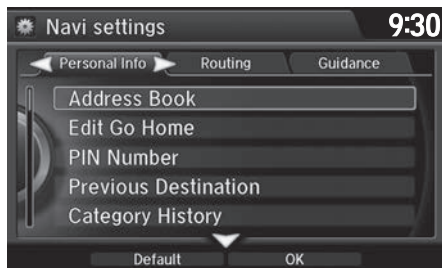 Navi settings 9:30
Personal Info Routing Guidance
Address Book
Edit Go Home
PIN Number
Previous Destination
Category History
Default OK